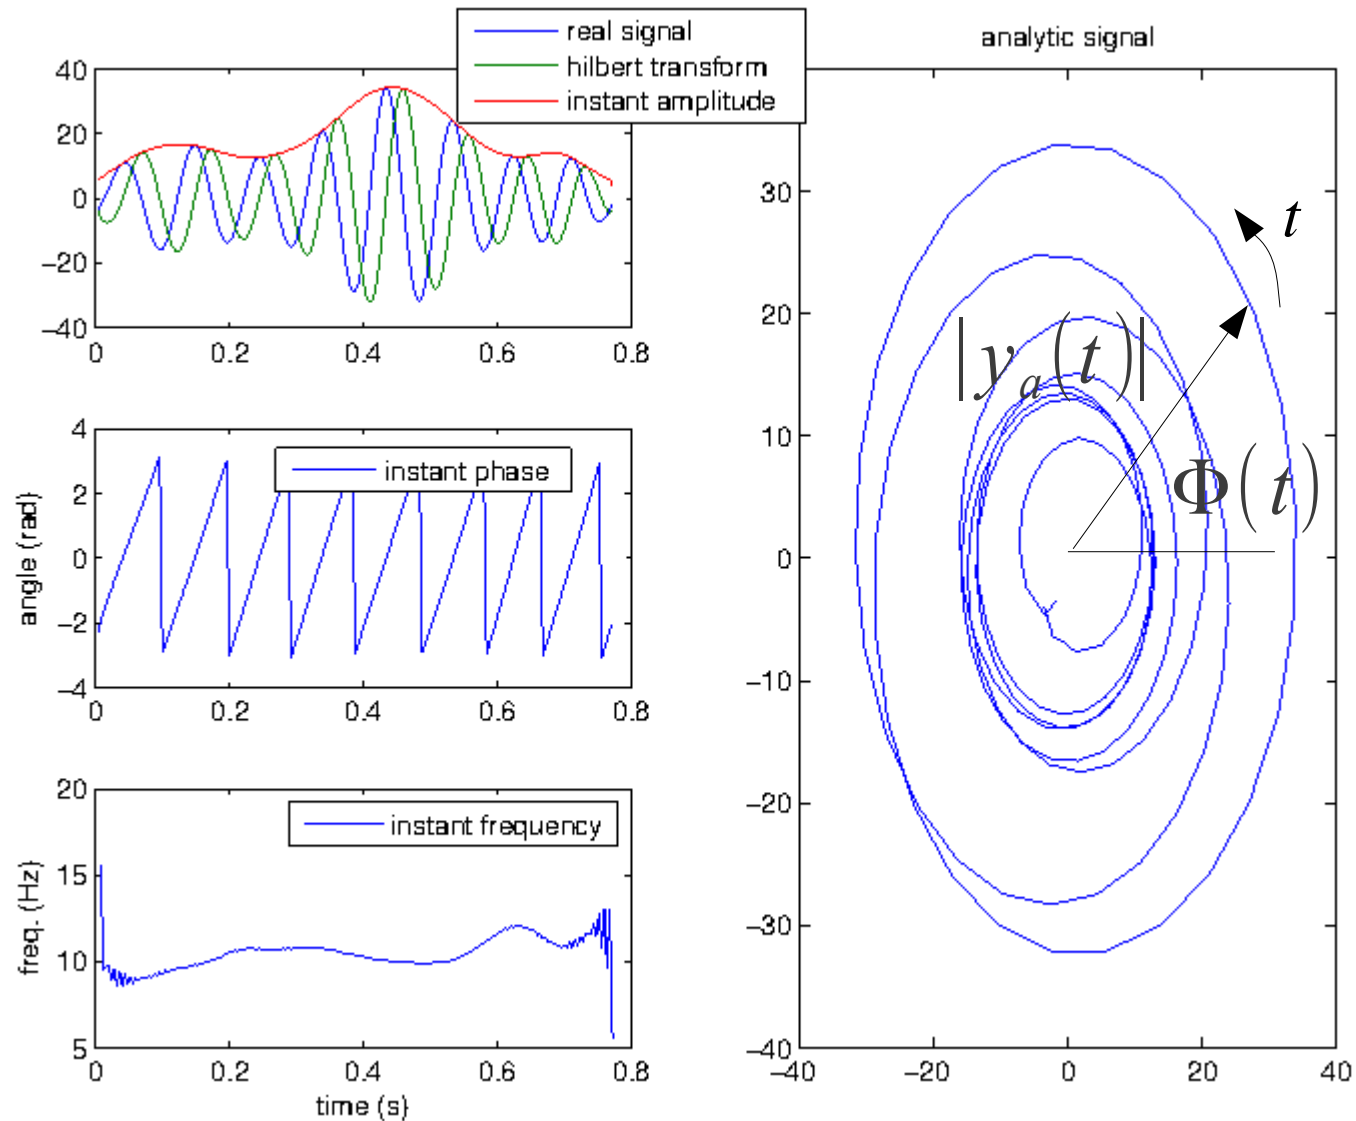 real signal
hilbert transform
instant amplitude
40
20
0
−20
−40
0 0.2 0.4 0.6 0.8
instant phase
angle (rad)
4
2
0
−2
−4
0 0.2 0.4 0.6 0.8
instant frequency
freq. (Hz)
20
15
10
5
0 0.2 0.4 0.6 0.8
time (s)
analytic signal
t
|y_a(t)|
Φ(t)
30
20
10
0
−10
−20
−30
−40
−40 −20 0 20 40